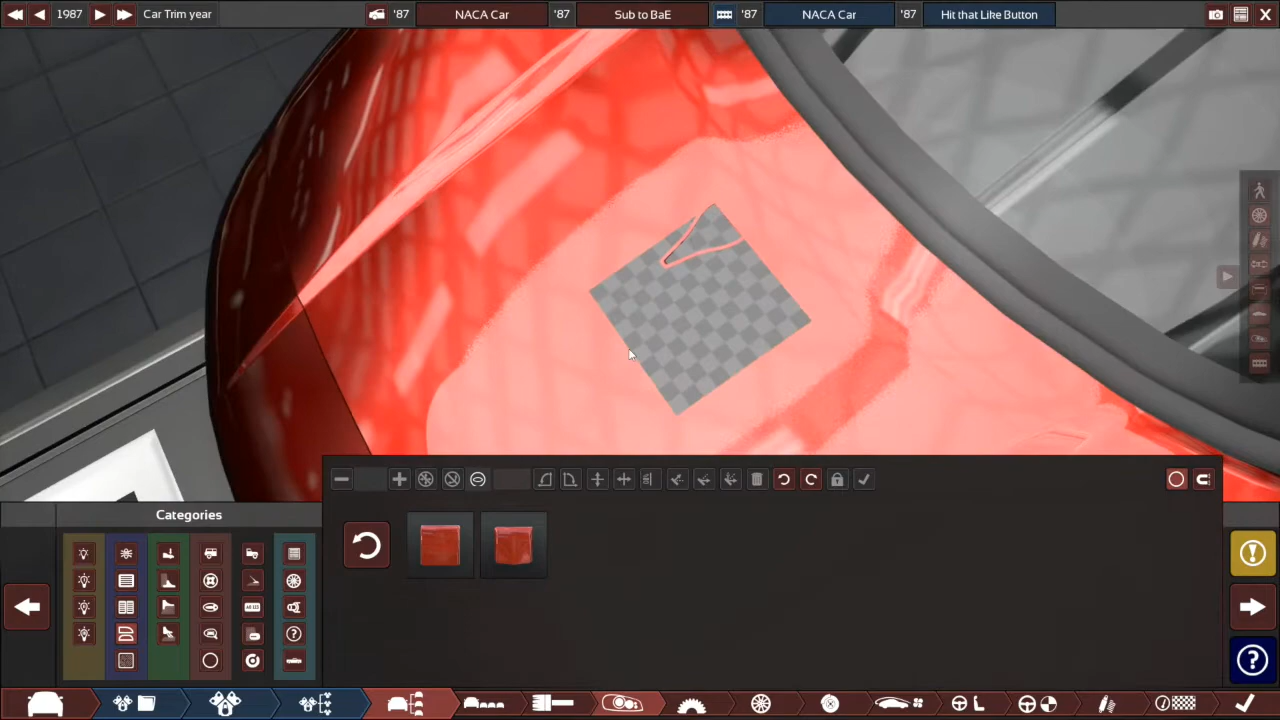 1987 Car Trim year '87 NACA Car '87 Sub to BaE '87 NACA Car '87 Hit that Like Button
Categories